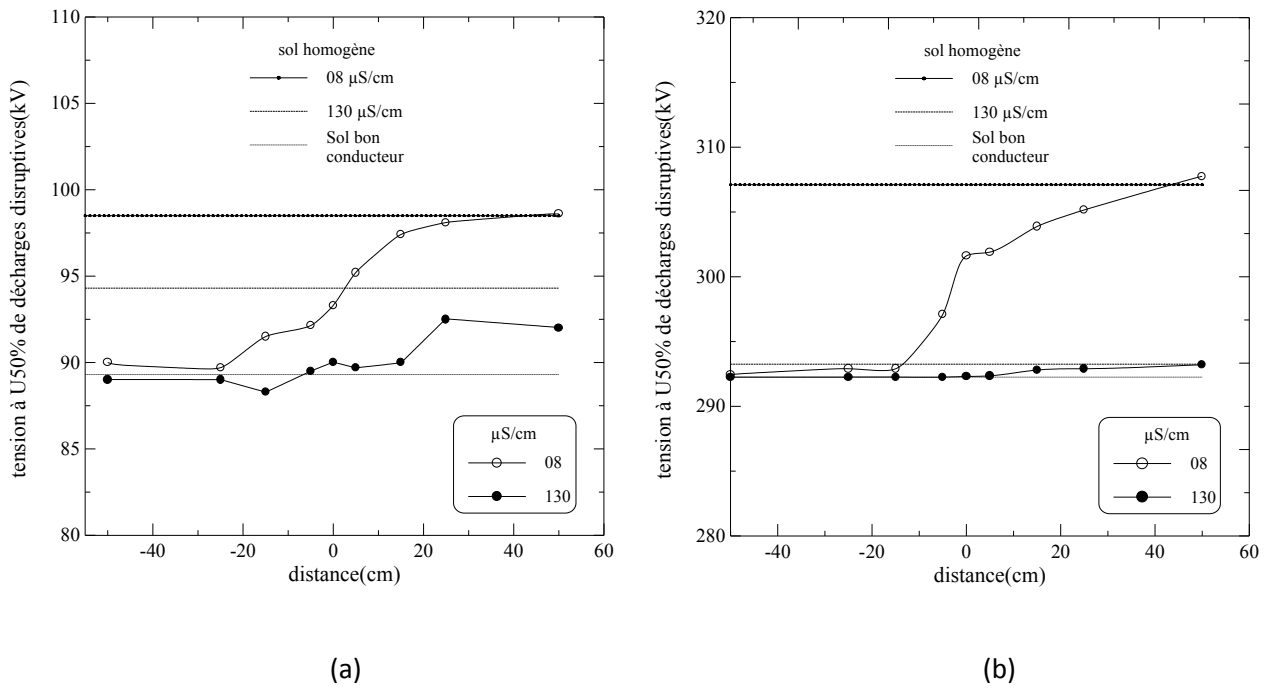 tension à U50% de décharges disruptives(kV)
110
105
100
95
90
85
80
sol homogène
08 µS/cm
130 µS/cm
Sol bon
conducteur
µS/cm
08
130
-40
-20
0
20
40
60
distance(cm)
(a)
tension à U50% de décharges disruptives(kV)
320
310
300
290
280
sol homogène
08 µS/cm
130 µS/cm
Sol bon
conducteur
µS/cm
08
130
-40
-20
0
20
40
60
distance(cm)
(b)